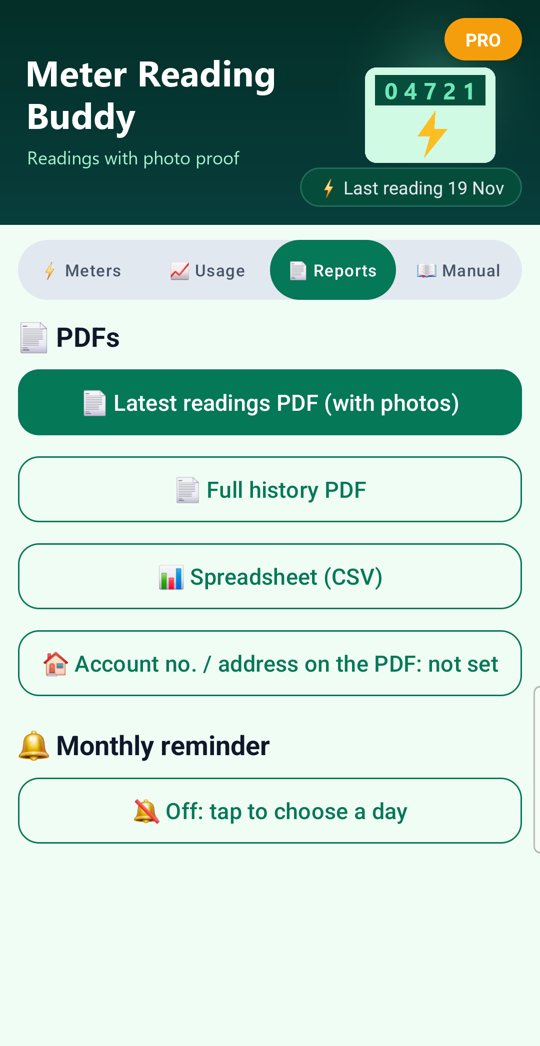 PRO
Meter Reading
Buddy
Readings with photo proof
04721
Last reading 19 Nov
Meters
Usage
Reports
Manual
PDFs
Latest readings PDF (with photos)
Full history PDF
Spreadsheet (CSV)
Account no. / address on the PDF: not set
Monthly reminder
Off: tap to choose a day